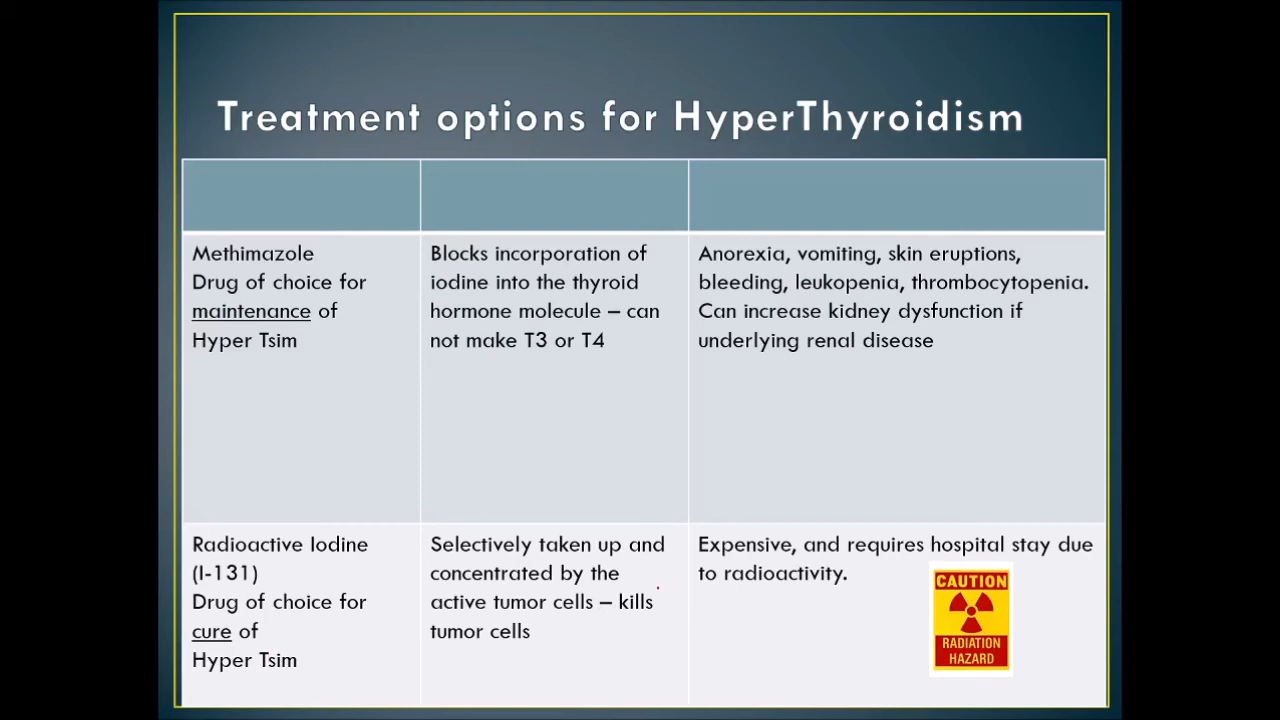 Treatment options for HyperThyroidism
Methimazole
Drug of choice for
maintenance of
Hyper Tsim
Blocks incorporation of
iodine into the thyroid
hormone molecule – can
not make T3 or T4
Anorexia, vomiting, skin eruptions,
bleeding, leukopenia, thrombocytopenia.
Can increase kidney dysfunction if
underlying renal disease
Radioactive Iodine
(I-131)
Drug of choice for
cure of
Hyper Tsim
Selectively taken up and
concentrated by the
active tumor cells – kills
tumor cells
Expensive, and requires hospital stay due
to radioactivity.
CAUTION
RADIATION
HAZARD